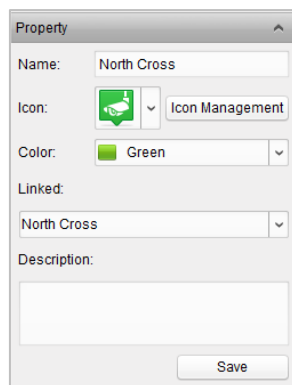 Property
Name: North Cross
Icon: Icon Management
Color: Green
Linked:
North Cross
Description:
Save